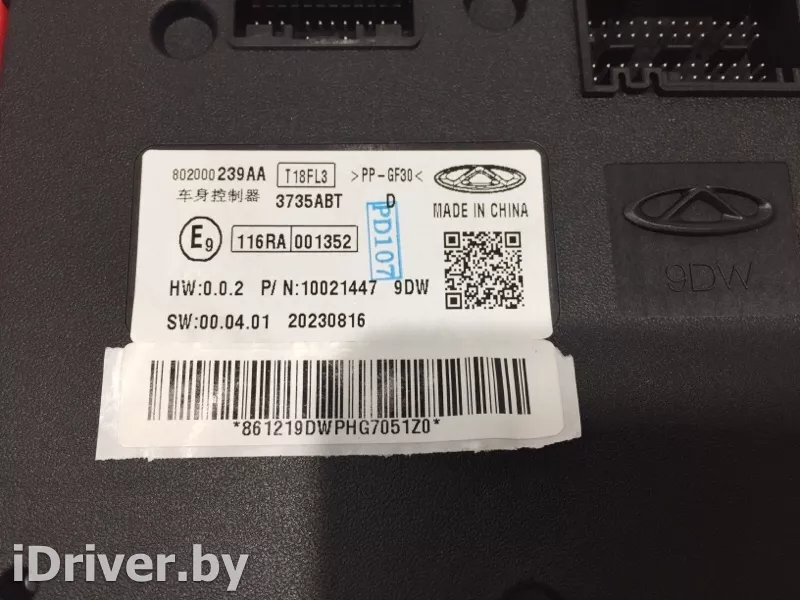 802000239AA T18FL3 >PP-GF30<
车身控制器 3735ABT D MADE IN CHINA
E9 116RA 001352 PD107
HW:0.0.2 P/N:10021447 9DW
SW:00.04.01 20230816
*861219DWPHG7051Z0*
9DW
iDriver.by